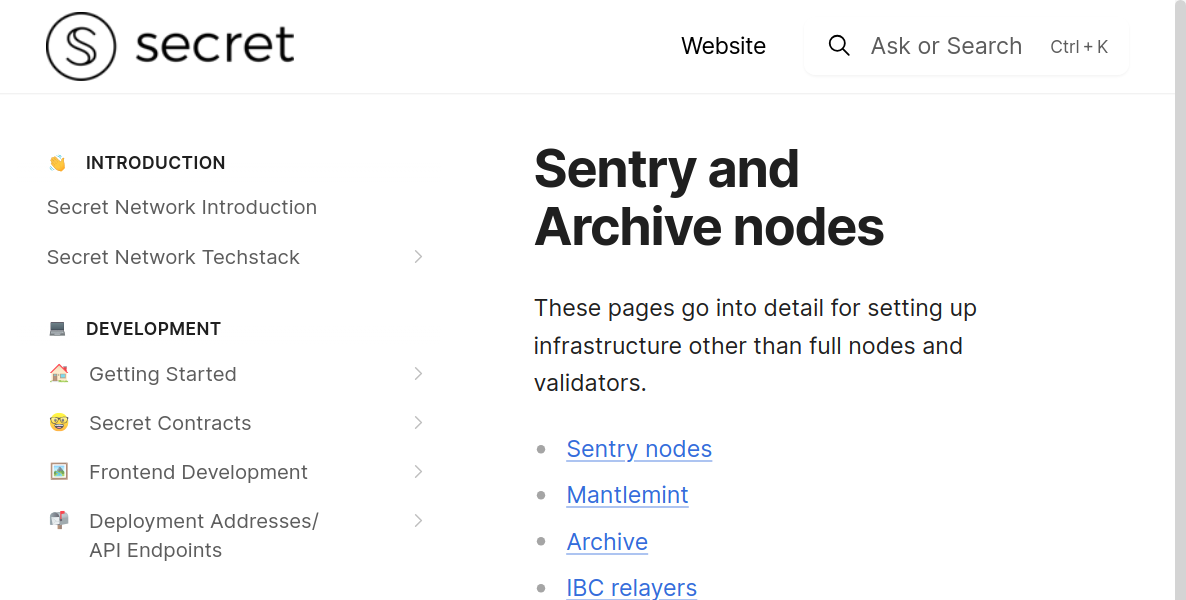 secret
Website
Ask or Search
Ctrl + K
INTRODUCTION
Secret Network Introduction
Secret Network Techstack
DEVELOPMENT
Getting Started
Secret Contracts
Frontend Development
Deployment Addresses/
API Endpoints
Sentry and
Archive nodes
These pages go into detail for setting up
infrastructure other than full nodes and
validators.
Sentry nodes
Mantlemint
Archive
IBC relayers